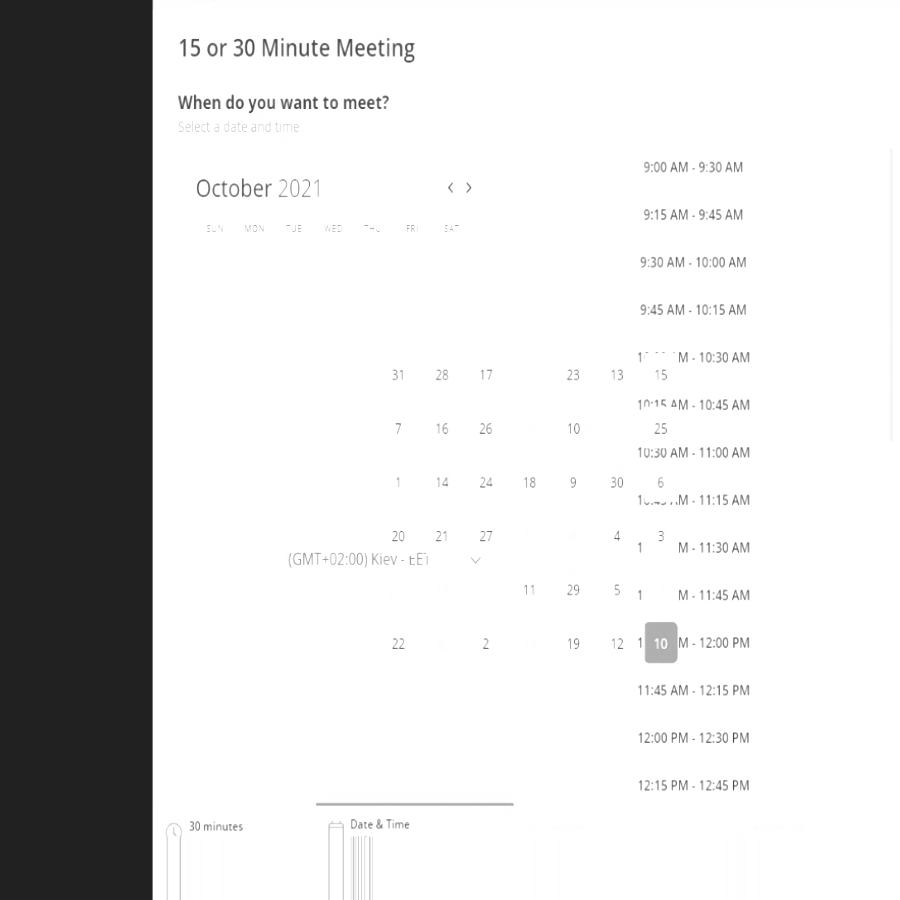 15 or 30 Minute Meeting
When do you want to meet?
Select a date and time
October 2021
SUN MON TUE WED THU FRI SAT
9:00 AM - 9:30 AM
9:15 AM - 9:45 AM
9:30 AM - 10:00 AM
9:45 AM - 10:15 AM
M - 10:30 AM
31 28 17 23 13 15
10:15 AM - 10:45 AM
7 16 26 10 25
10:30 AM - 11:00 AM
1 14 24 18 9 30 6
M - 11:15 AM
20 21 27 4 3
1 M - 11:30 AM
(GMT+02:00) Kiev - EET
11 29 5
1 M - 11:45 AM
22 2 19 12 10
1 M - 12:00 PM
11:45 AM - 12:15 PM
12:00 PM - 12:30 PM
12:15 PM - 12:45 PM
30 minutes
Date & Time